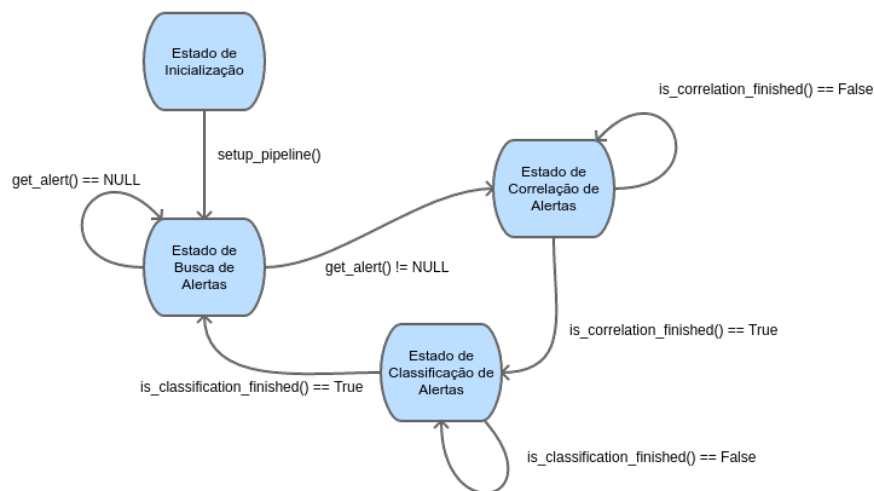 Estado de
Inicialização
is_correlation_finished() == False
setup_pipeline()
get_alert() == NULL
Estado de
Correlação de
Alertas
Estado de
Busca de
Alertas
get_alert() != NULL
is_correlation_finished() == True
Estado de
Classificação de
Alertas
is_classification_finished() == True
is_classification_finished() == False